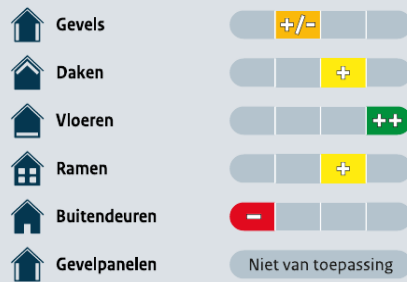 Gevels +/-
Daken +
Vloeren ++
Ramen +
Buitendeuren -
Gevelpanelen Niet van toepassing